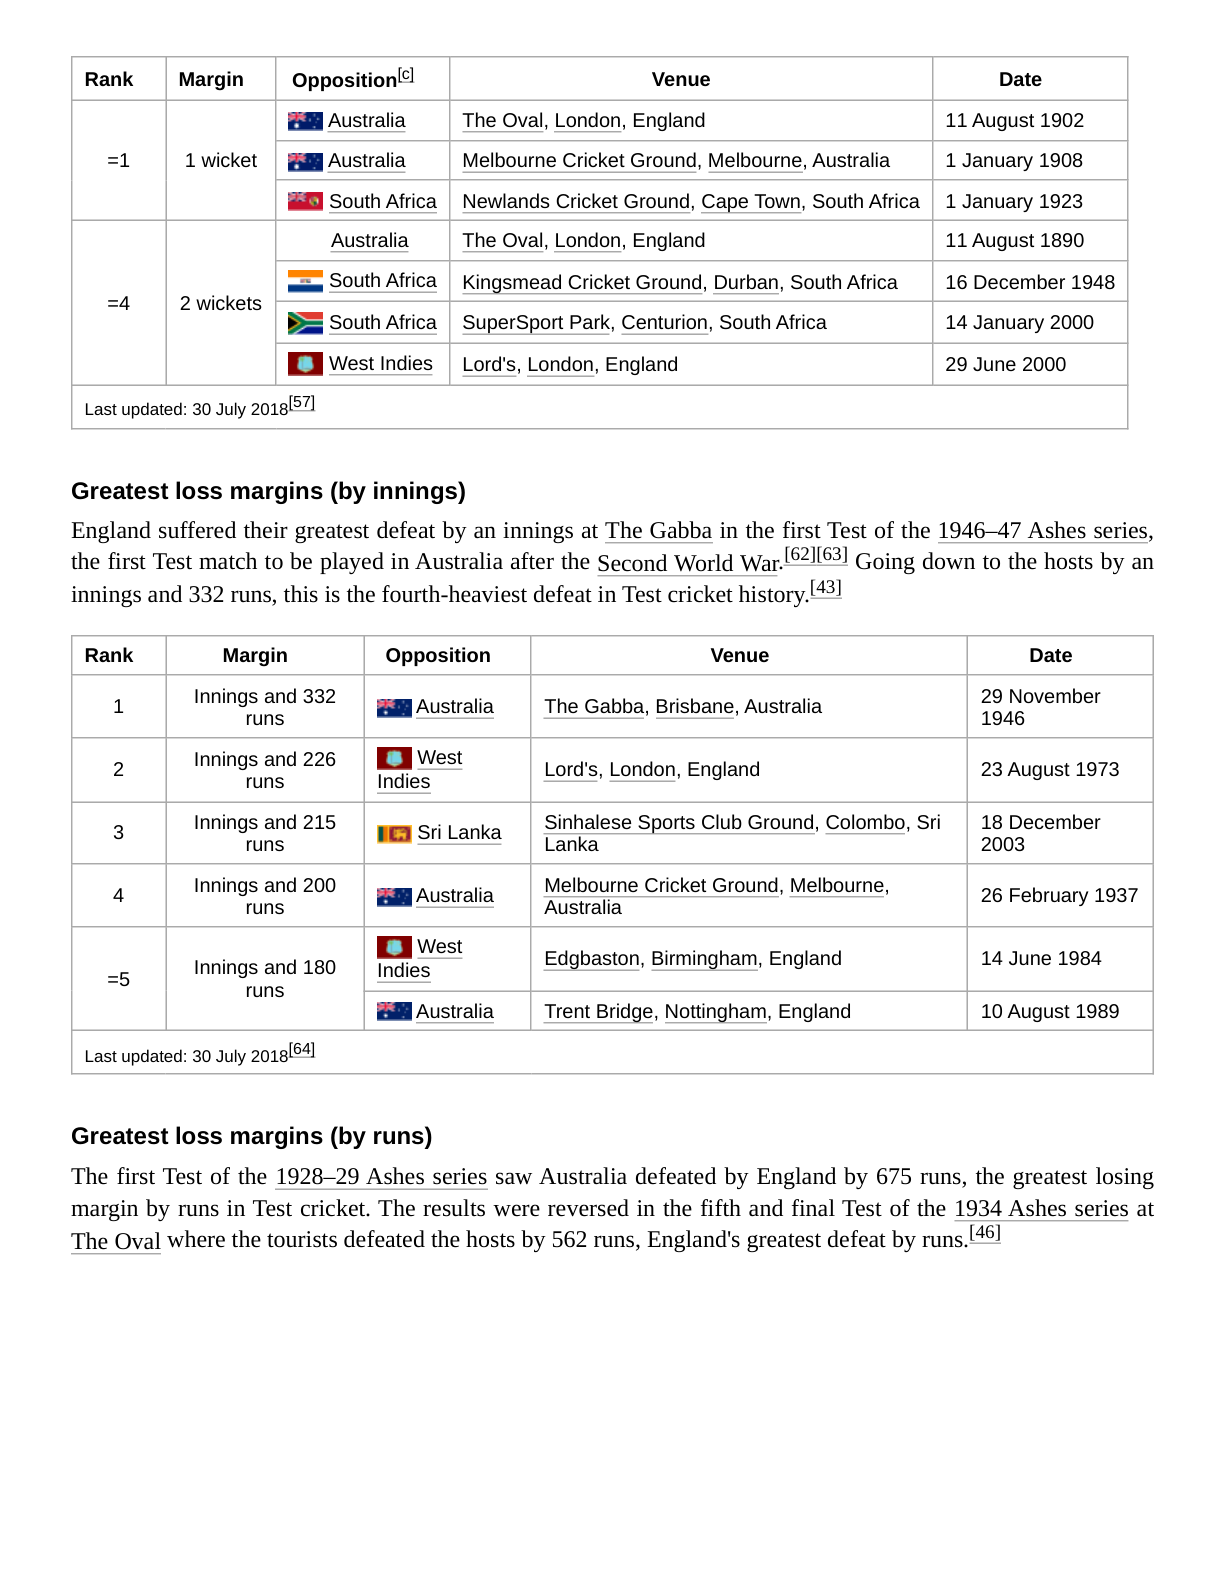 Rank Margin Opposition[c] Venue Date
=1 1 wicket Australia The Oval, London, England 11 August 1902
Australia Melbourne Cricket Ground, Melbourne, Australia 1 January 1908
South Africa Newlands Cricket Ground, Cape Town, South Africa 1 January 1923
=4 2 wickets Australia The Oval, London, England 11 August 1890
South Africa Kingsmead Cricket Ground, Durban, South Africa 16 December 1948
South Africa SuperSport Park, Centurion, South Africa 14 January 2000
West Indies Lord's, London, England 29 June 2000
Last updated: 30 July 2018[57]
Greatest loss margins (by innings)
England suffered their greatest defeat by an innings at The Gabba in the first Test of the 1946–47 Ashes series,
the first Test match to be played in Australia after the Second World War.[62][63] Going down to the hosts by an
innings and 332 runs, this is the fourth-heaviest defeat in Test cricket history.[43]
Rank Margin Opposition Venue Date
1 Innings and 332 runs Australia The Gabba, Brisbane, Australia 29 November 1946
2 Innings and 226 runs West Indies Lord's, London, England 23 August 1973
3 Innings and 215 runs Sri Lanka Sinhalese Sports Club Ground, Colombo, Sri Lanka 18 December 2003
4 Innings and 200 runs Australia Melbourne Cricket Ground, Melbourne, Australia 26 February 1937
=5 Innings and 180 runs West Indies Edgbaston, Birmingham, England 14 June 1984
Australia Trent Bridge, Nottingham, England 10 August 1989
Last updated: 30 July 2018[64]
Greatest loss margins (by runs)
The first Test of the 1928–29 Ashes series saw Australia defeated by England by 675 runs, the greatest losing
margin by runs in Test cricket. The results were reversed in the fifth and final Test of the 1934 Ashes series at
The Oval where the tourists defeated the hosts by 562 runs, England's greatest defeat by runs.[46]